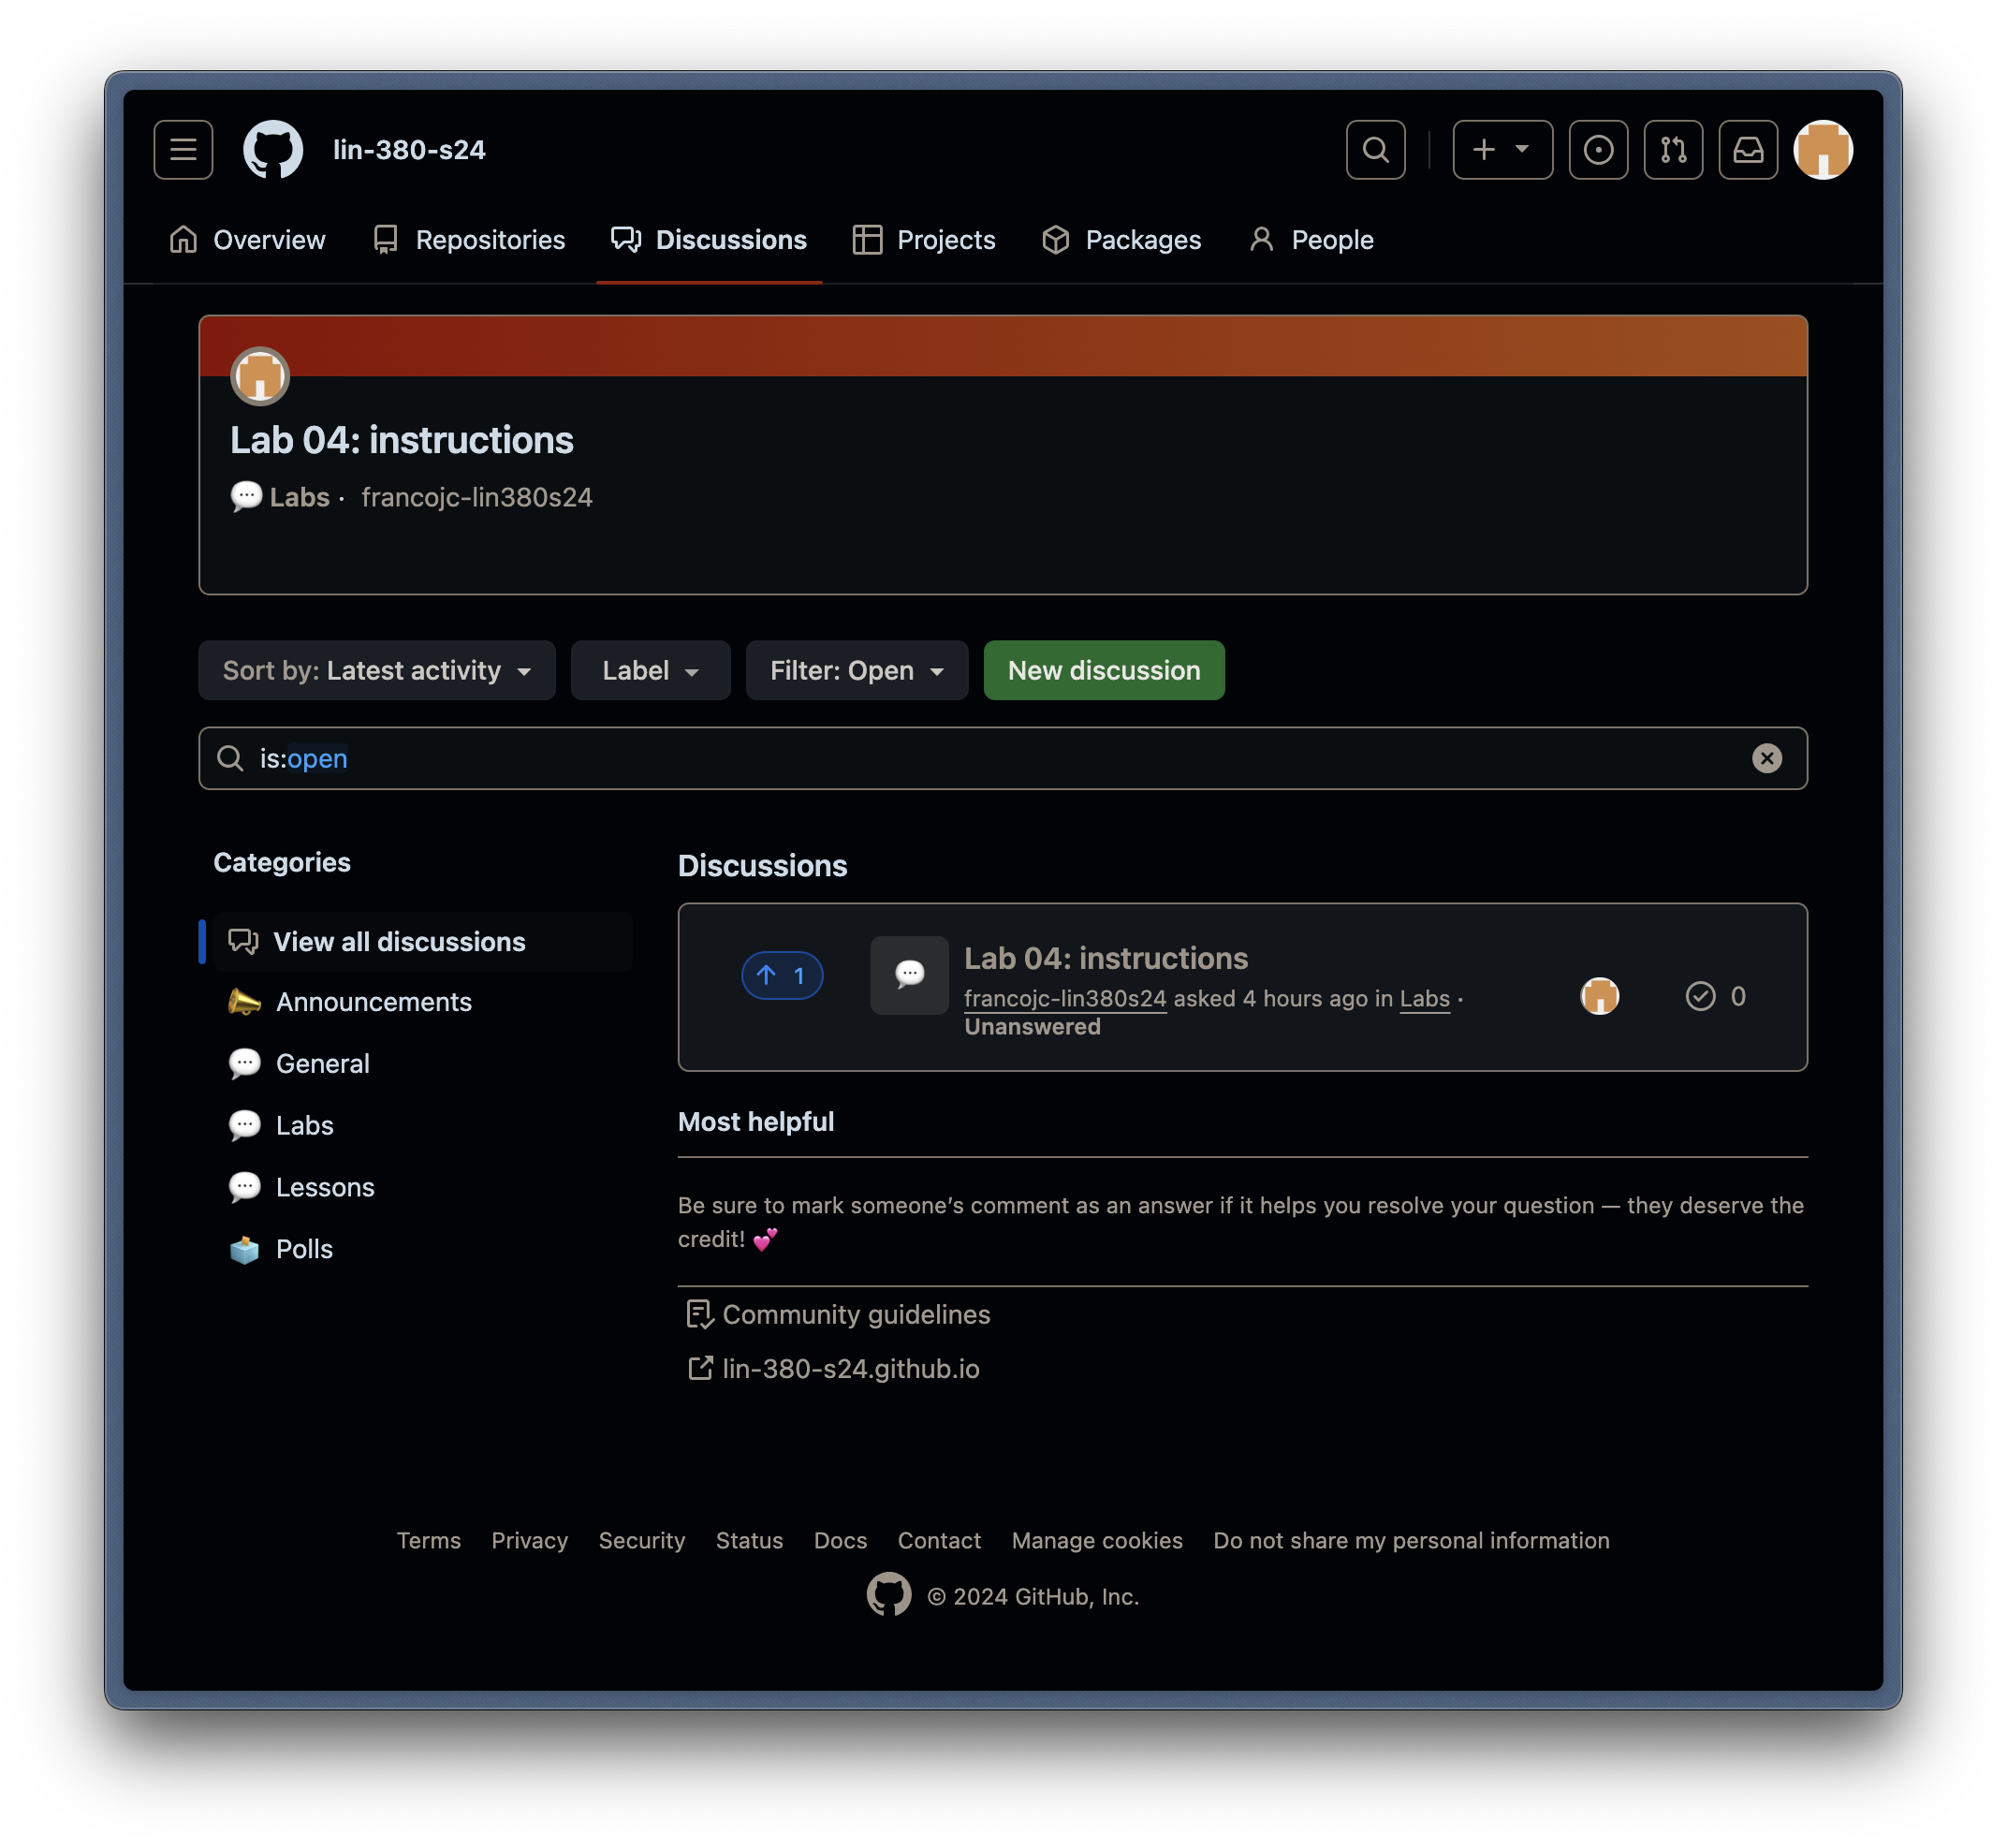 lin-380-s24
Overview Repositories Discussions Projects Packages People
Lab 04: instructions
Labs · francojc-lin380s24
Sort by: Latest activity Label Filter: Open New discussion
is:open
Categories
View all discussions
Announcements
General
Labs
Lessons
Polls
Discussions
1
Lab 04: instructions
francojc-lin380s24 asked 4 hours ago in Labs ·
Unanswered
0
Most helpful
Be sure to mark someone’s comment as an answer if it helps you resolve your question — they deserve the
credit! 💕
Community guidelines
lin-380-s24.github.io
Terms Privacy Security Status Docs Contact Manage cookies Do not share my personal information
© 2024 GitHub, Inc.